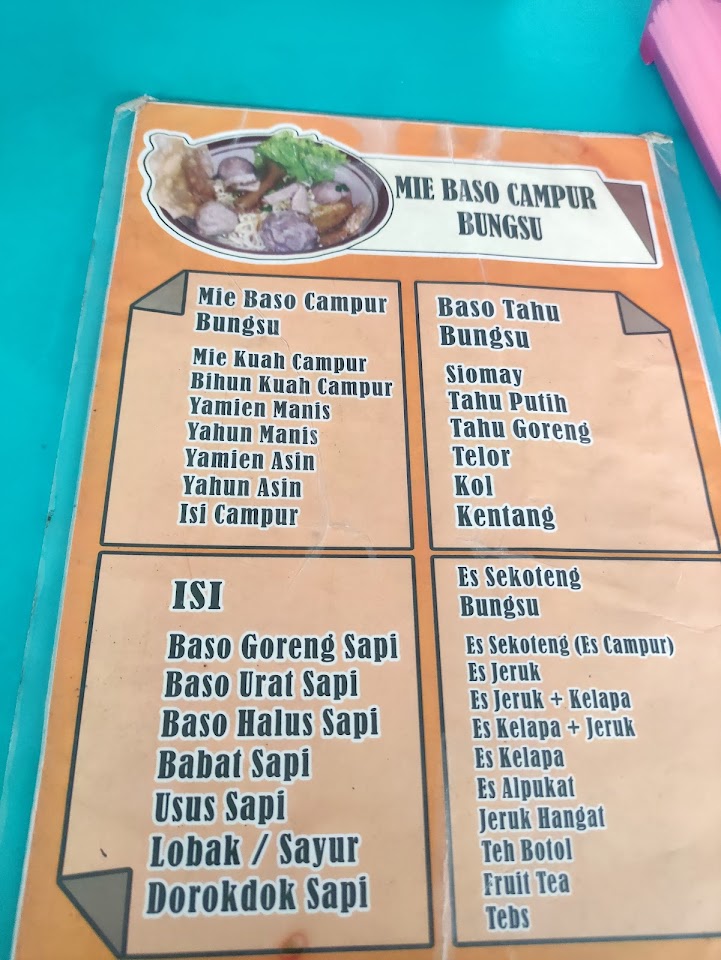 MIE BASO CAMPUR
BUNGSU
Mie Baso Campur
Bungsu
Mie Kuah Campur
Bihun Kuah Campur
Yamien Manis
Yahun Manis
Yamien Asin
Yahun Asin
Isi Campur
Baso Tahu
Bungsu
Siomay
Tahu Putih
Tahu Goreng
Telor
Kol
Kentang
ISI
Baso Goreng Sapi
Baso Urat Sapi
Baso Halus Sapi
Babat Sapi
Usus Sapi
Lobak / Sayur
Dorokdok Sapi
Es Sekoteng
Bungsu
Es Sekoteng (Es Campur)
Es Jeruk
Es Jeruk + Kelapa
Es Kelapa + Jeruk
Es Kelapa
Es Alpukat
Jeruk Hangat
Teh Botol
Fruit Tea
Tebs